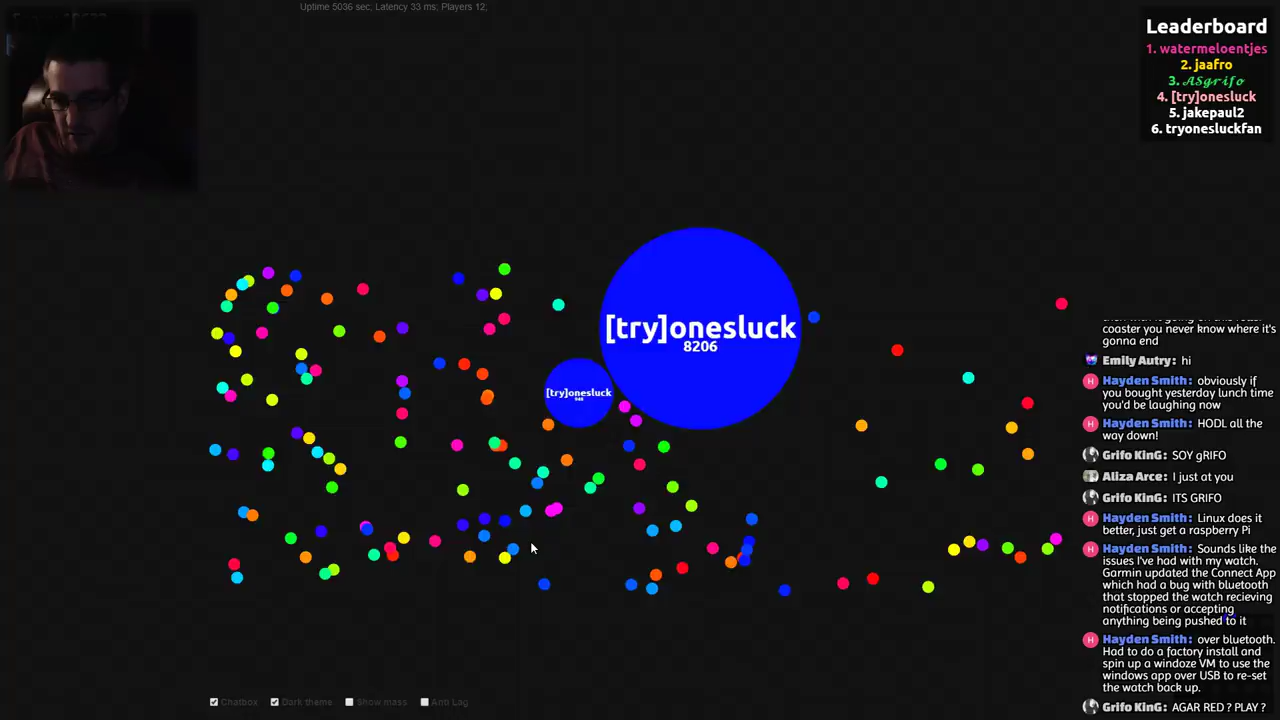 Uptime 5036 sec; Latency 33 ms; Players 12;
Leaderboard
1. watermeloentjes
2. jaafro
3. 𝓐𝓢𝓰𝓻𝓲𝓯𝓸
4. [try]onesluck
5. jakepaul2
6. tryonesluckfan
[try]onesluck
8206
[try]onesluck
coaster you never know where it's
gonna end
Emily Autry: hi
Hayden Smith: obviously if
you bought yesterday lunch time
you'd be laughing now
Hayden Smith: HODL all the
way down!
Grifo KinG: SOY gRIFO
Aliza Arce: I just at you
Grifo KinG: ITS GRIFO
Hayden Smith: Linux does it
better, just get a raspberry Pi
Hayden Smith: Sounds like the
issues I've had with my watch.
Garmin updated the Connect App
which had a bug with bluetooth
that stopped the watch recieving
notifications or accepting
anything being pushed to it
Hayden Smith: over bluetooth.
Had to do a factory install and
spin up a windoze VM to use the
windows app over USB to re-set
the watch back up.
Grifo KinG: AGAR RED ? PLAY ?
Chatbox Dark theme Show mass Anti Lag